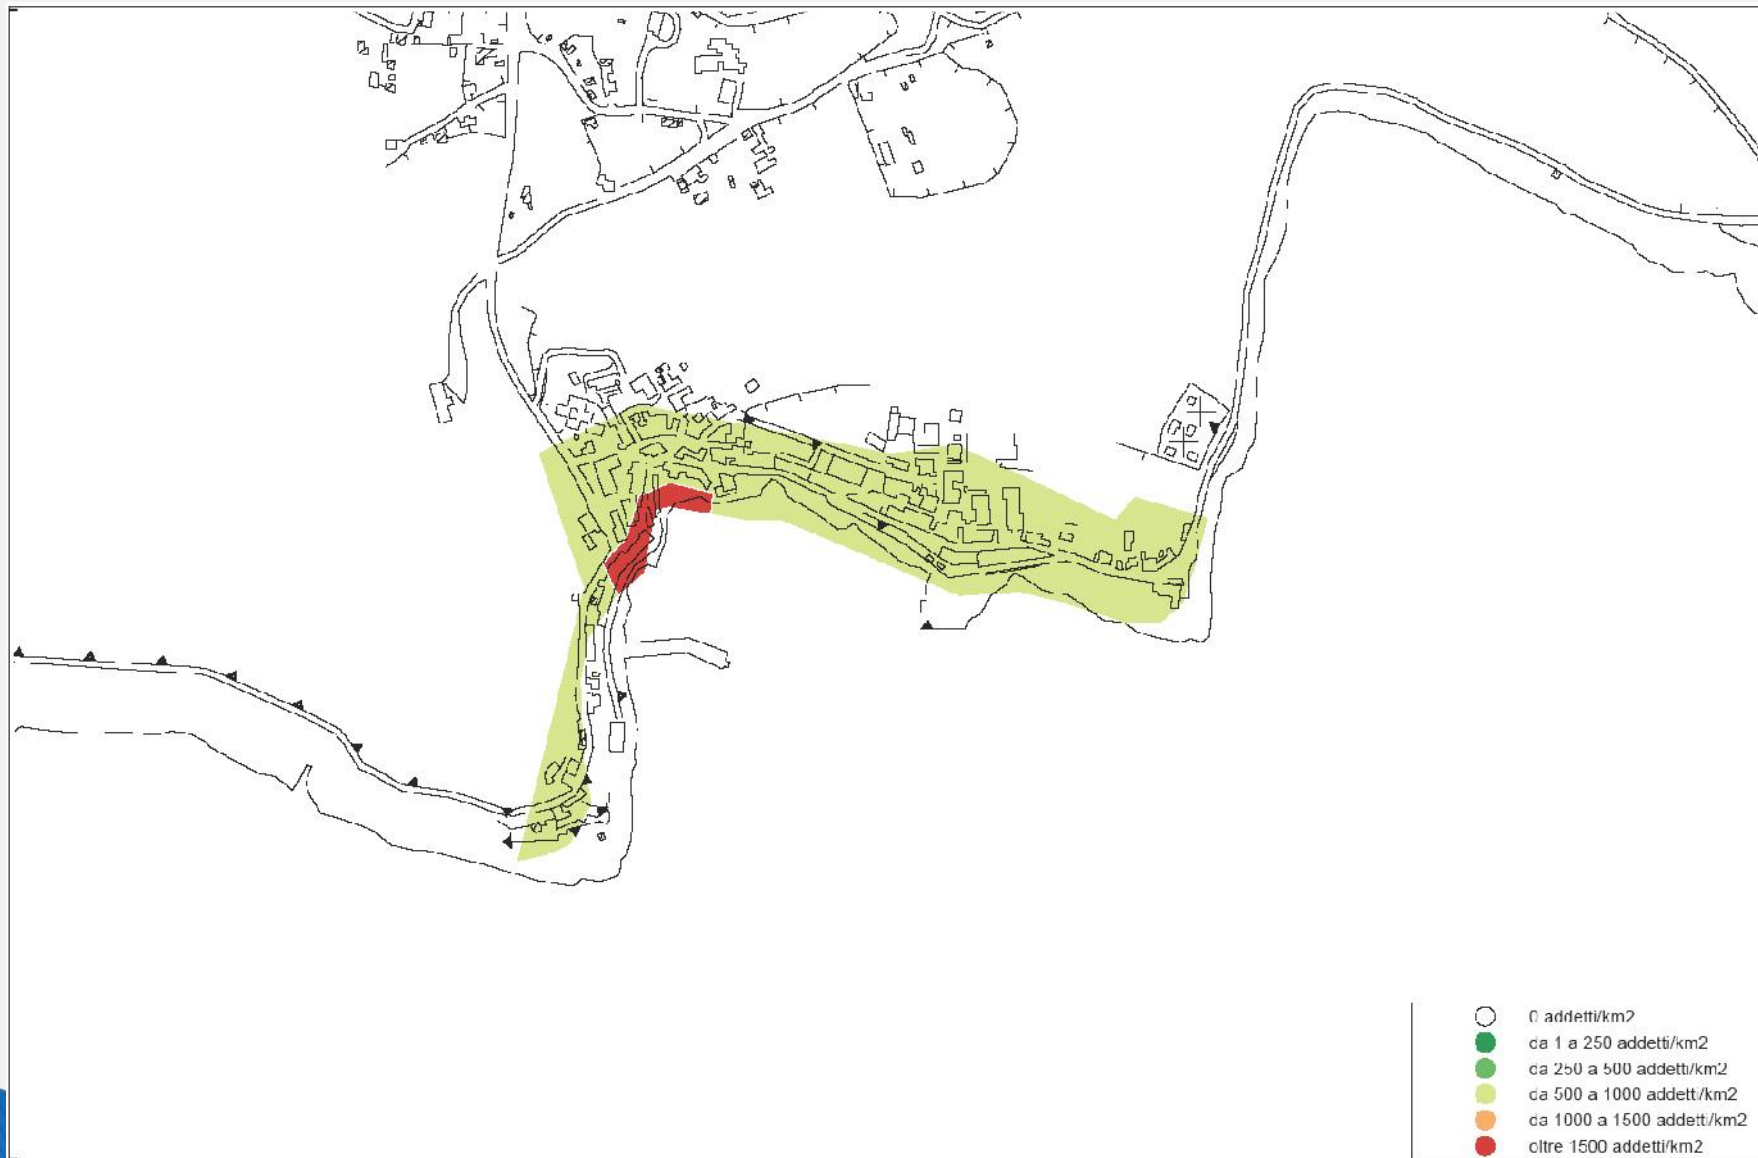 0 addetti/km2
da 1 a 250 addetti/km2
da 250 a 500 addetti/km2
da 500 a 1000 addetti/km2
da 1000 a 1500 addetti/km2
oltre 1500 addetti/km2